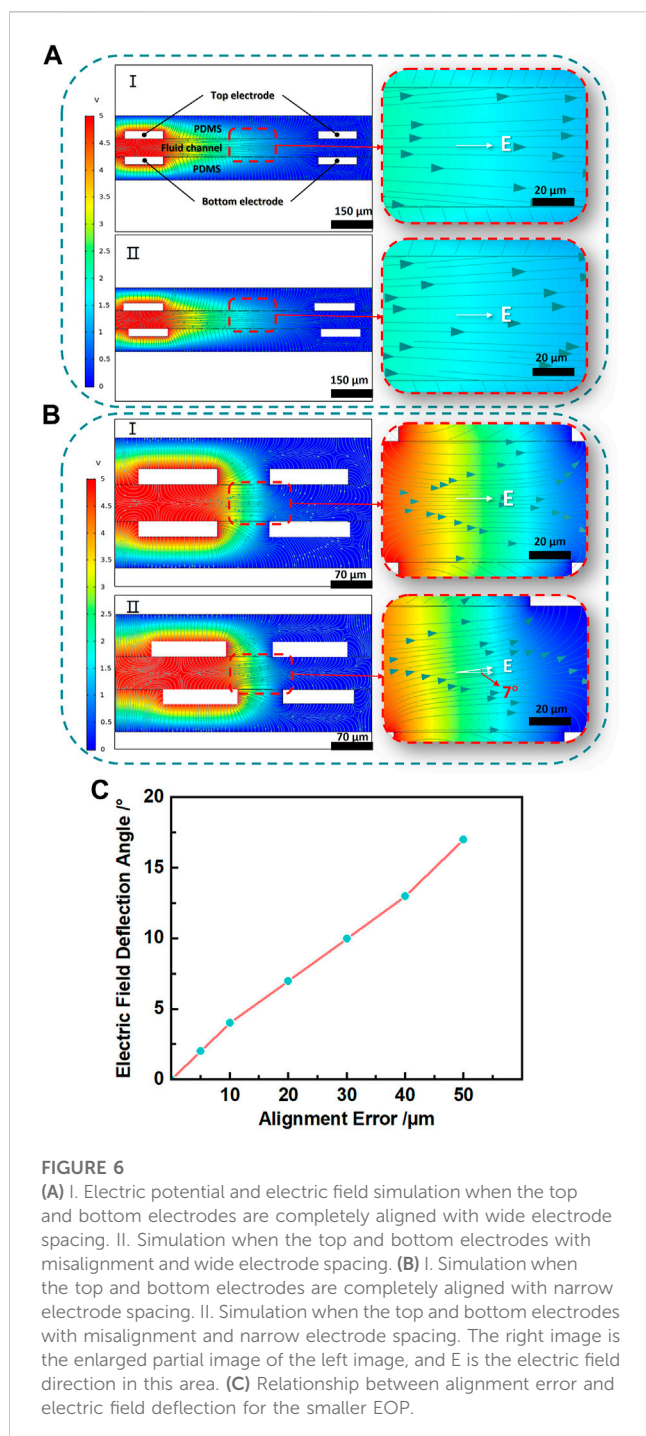 A
I
V
5
4.5
4
3.5
3
2.5
2
1.5
1
0.5
0
Top electrode
PDMS
Fluid channel
PDMS
Bottom electrode
150 µm
E
20 µm
II
150 µm
E
20 µm
B
I
V
5
4.5
4
3.5
3
2.5
2
1.5
1
0.5
0
70 µm
E
20 µm
II
70 µm
E
7°
20 µm
C
Electric Field Deflection Angle /°
20
15
10
5
0
10 20 30 40 50
Alignment Error /µm
FIGURE 6
(A) I. Electric potential and electric field simulation when the top
and bottom electrodes are completely aligned with wide electrode
spacing. II. Simulation when the top and bottom electrodes with
misalignment and wide electrode spacing. (B) I. Simulation when
the top and bottom electrodes are completely aligned with narrow
electrode spacing. II. Simulation when the top and bottom electrodes
with misalignment and narrow electrode spacing. The right image is
the enlarged partial image of the left image, and E is the electric field
direction in this area. (C) Relationship between alignment error and
electric field deflection for the smaller EOP.